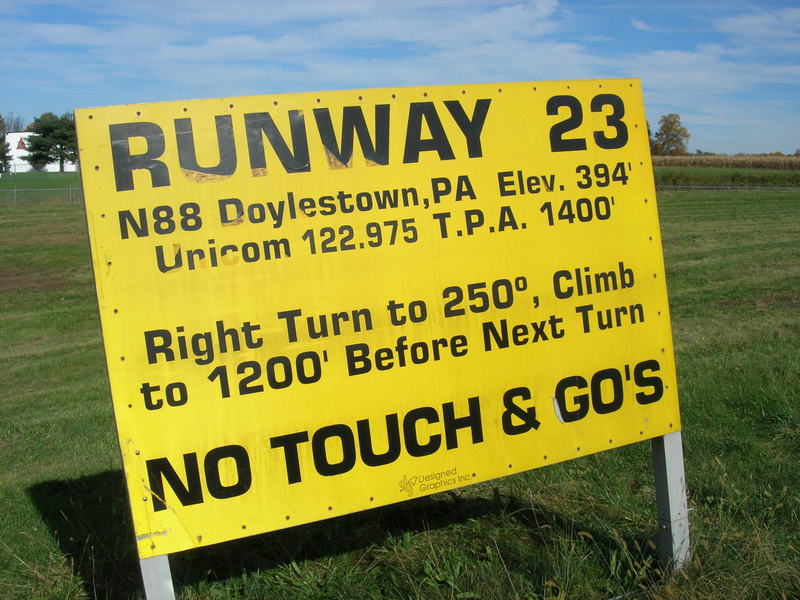 RUNWAY 23
N88 Doylestown,PA Elev. 394'
Unicom 122.975 T.P.A. 1400'
Right Turn to 250º, Climb
to 1200' Before Next Turn
NO TOUCH & GO'S
Designed
Graphics Inc.